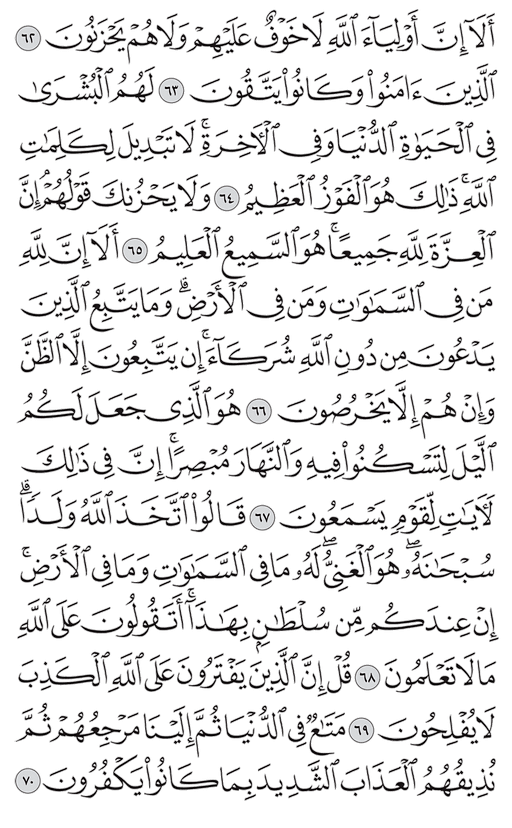 أَلَآ إِنَّ أَوۡلِيَآءَ ٱللَّهِ لَا خَوۡفٌ عَلَيۡهِمۡ وَلَا هُمۡ يَحۡزَنُونَ ٦٢
ٱلَّذِينَ ءَامَنُواْ وَكَانُواْ يَتَّقُونَ ٦٣ لَهُمُ ٱلۡبُشۡرَىٰ
فِي ٱلۡحَيَوٰةِ ٱلدُّنۡيَا وَفِي ٱلۡأٓخِرَةِۚ لَا تَبۡدِيلَ لِكَلِمَٰتِ
ٱللَّهِۚ ذَٰلِكَ هُوَ ٱلۡفَوۡزُ ٱلۡعَظِيمُ ٦٤ وَلَا يَحۡزُنكَ قَوۡلُهُمۡۘ إِنَّ
ٱلۡعِزَّةَ لِلَّهِ جَمِيعًاۚ هُوَ ٱلسَّمِيعُ ٱلۡعَلِيمُ ٦٥ أَلَآ إِنَّ لِلَّهِ
مَن فِي ٱلسَّمَٰوَٰتِ وَمَن فِي ٱلۡأَرۡضِۗ وَمَا يَتَّبِعُ ٱلَّذِينَ
يَدۡعُونَ مِن دُونِ ٱللَّهِ شُرَكَآءَۚ إِن يَتَّبِعُونَ إِلَّا ٱلظَّنَّ
وَإِنۡ هُمۡ إِلَّا يَخۡرُصُونَ ٦٦ هُوَ ٱلَّذِي جَعَلَ لَكُمُ
ٱلَّيۡلَ لِتَسۡكُنُواْ فِيهِ وَٱلنَّهَارَ مُبۡصِرًاۚ إِنَّ فِي ذَٰلِكَ
لَأٓيَٰتٖ لِّقَوۡمٖ يَسۡمَعُونَ ٦٧ قَالُواْ ٱتَّخَذَ ٱللَّهُ وَلَدٗاۗ
سُبۡحَٰنَهُۥۖ هُوَ ٱلۡغَنِيُّۖ لَهُۥ مَا فِي ٱلسَّمَٰوَٰتِ وَمَا فِي ٱلۡأَرۡضِۚ
إِنۡ عِندَكُم مِّن سُلۡطَٰنِۭ بِهَٰذَآۚ أَتَقُولُونَ عَلَى ٱللَّهِ
مَا لَا تَعۡلَمُونَ ٦٨ قُلۡ إِنَّ ٱلَّذِينَ يَفۡتَرُونَ عَلَى ٱللَّهِ ٱلۡكَذِبَ
لَا يُفۡلِحُونَ ٦٩ مَتَٰعٞ فِي ٱلدُّنۡيَا ثُمَّ إِلَيۡنَا مَرۡجِعُهُمۡ ثُمَّ
نُذِيقُهُمُ ٱلۡعَذَابَ ٱلشَّدِيدَ بِمَا كَانُواْ يَكۡفُرُونَ ٧٠